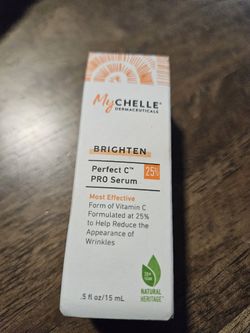 MyCHELLE®
DERMACEUTICALS
BRIGHTEN
Perfect C™
PRO Serum
25%
Most Effective
Form of Vitamin C
Formulated at 25%
to Help Reduce the
Appearance of
Wrinkles
.5 fl oz/15 mL
NATURAL
HERITAGE™